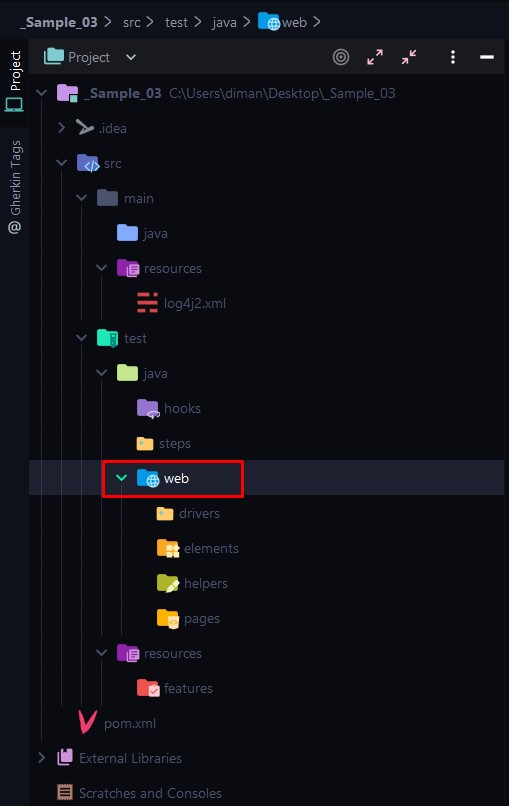 _Sample_03 > src > test > java > web >
Project
Project
@ Gherkin Tags
_Sample_03 C:\Users\diman\Desktop\_Sample_03
.idea
src
main
java
resources
log4j2.xml
test
java
hooks
steps
web
drivers
elements
helpers
pages
resources
features
pom.xml
External Libraries
Scratches and Consoles